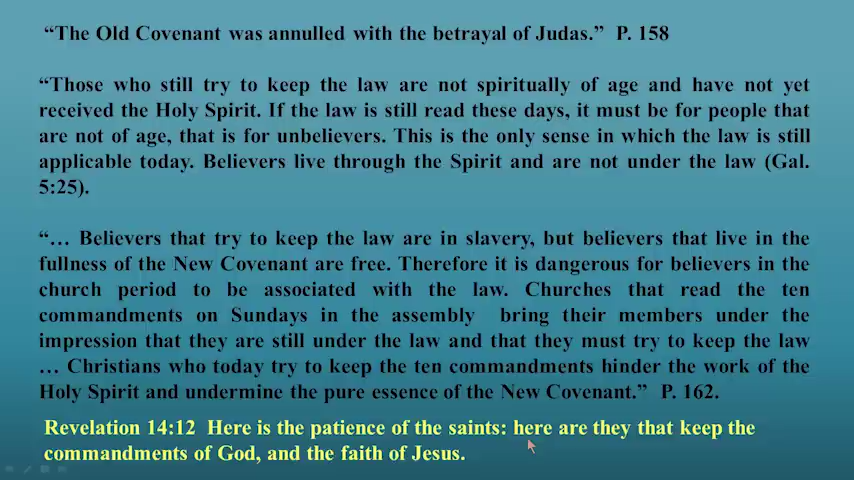 “The Old Covenant was annulled with the betrayal of Judas.” P. 158
“Those who still try to keep the law are not spiritually of age and have not yet
received the Holy Spirit. If the law is still read these days, it must be for people that
are not of age, that is for unbelievers. This is the only sense in which the law is still
applicable today. Believers live through the Spirit and are not under the law (Gal.
5:25).
“… Believers that try to keep the law are in slavery, but believers that live in the
fullness of the New Covenant are free. Therefore it is dangerous for believers in the
church period to be associated with the law. Churches that read the ten
commandments on Sundays in the assembly bring their members under the
impression that they are still under the law and that they must try to keep the law
… Christians who today try to keep the ten commandments hinder the work of the
Holy Spirit and undermine the pure essence of the New Covenant.” P. 162.
Revelation 14:12 Here is the patience of the saints: here are they that keep the
commandments of God, and the faith of Jesus.